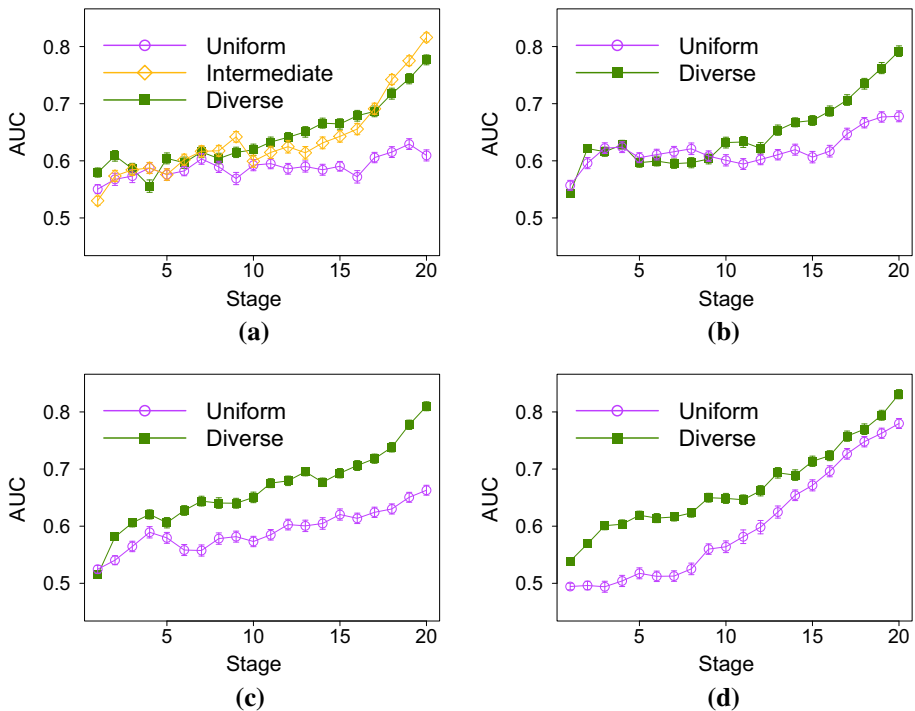 0.8
0.7
0.6
0.5
AUC
Uniform
Intermediate
Diverse
5
10
15
20
Stage
(a)
0.8
0.7
0.6
0.5
AUC
Uniform
Diverse
5
10
15
20
Stage
(b)
0.8
0.7
0.6
0.5
AUC
Uniform
Diverse
5
10
15
20
Stage
(c)
0.8
0.7
0.6
0.5
AUC
Uniform
Diverse
5
10
15
20
Stage
(d)